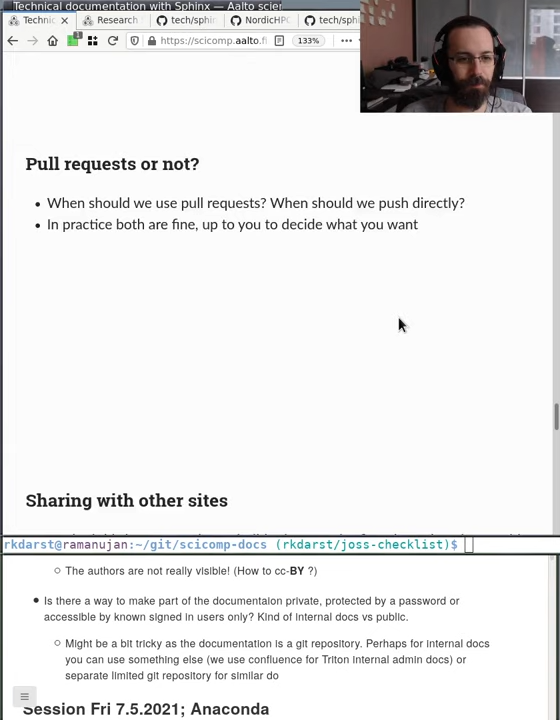 Technical documentation with Sphinx — Aalto scien
Technic
Research
tech/sphin
NordicHPC
tech/sphi
https://scicomp.aalto.fi
133%
Pull requests or not?
• When should we use pull requests? When should we push directly?
• In practice both are fine, up to you to decide what you want
Sharing with other sites
rkdarst@ramanujan:~/git/scicomp-docs (rkdarst/joss-checklist)$
The authors are not really visible! (How to cc-BY ?)
• Is there a way to make part of the documentaion private, protected by a password or
accessible by known signed in users only? Kind of internal docs vs public.
Might be a bit tricky as the documentation is a git repository. Perhaps for internal docs
you can use something else (we use confluence for Triton internal admin docs) or
separate limited git repository for similar do
Session Fri 7.5.2021; Anaconda